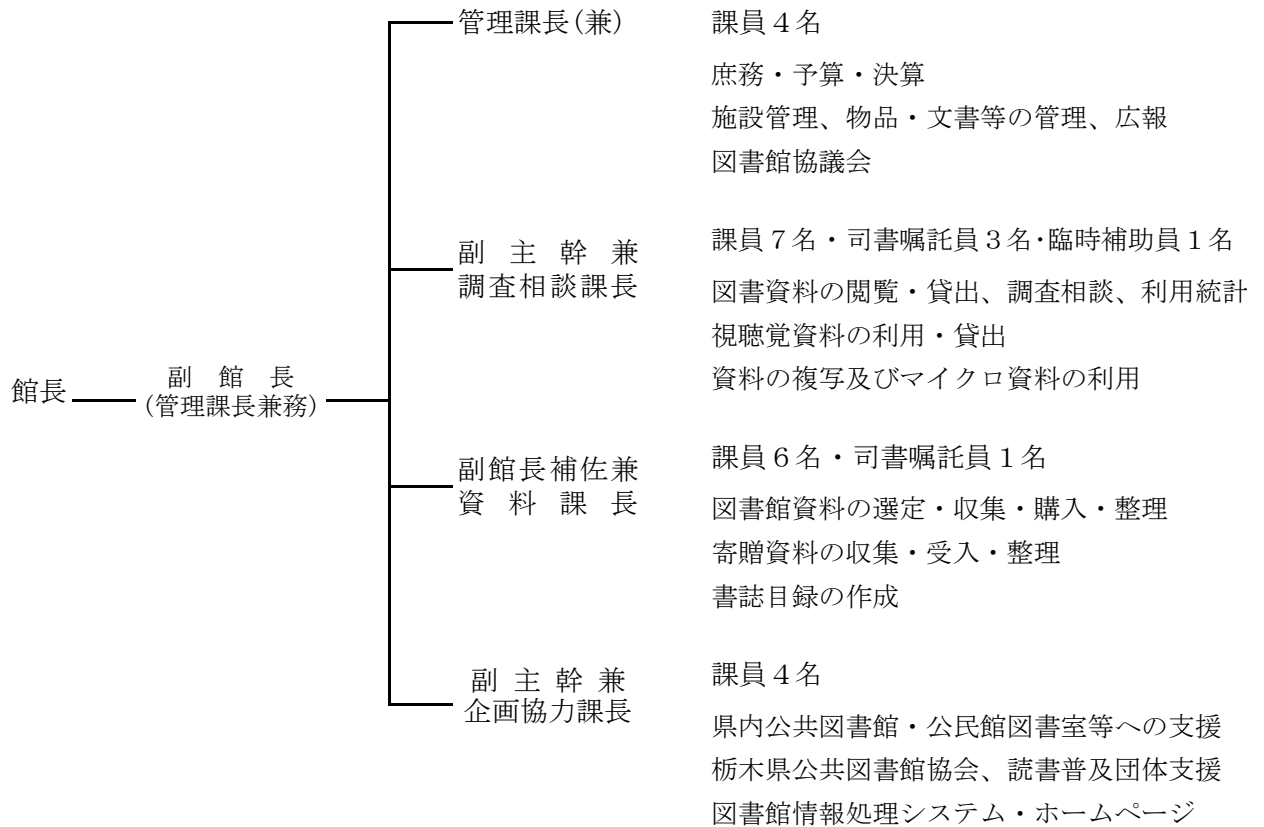 管理課長(兼)
課員4名
庶務・予算・決算
施設管理、物品・文書等の管理、広報
図書館協議会
副主幹兼
調査相談課長
課員7名・司書嘱託員3名・臨時補助員1名
図書資料の閲覧・貸出、調査相談、利用統計
視聴覚資料の利用・貸出
資料の複写及びマイクロ資料の利用
館長
副館長
(管理課長兼務)
副館長補佐兼
資料課長
課員6名・司書嘱託員1名
図書館資料の選定・収集・購入・整理
寄贈資料の収集・受入・整理
書誌目録の作成
副主幹兼
企画協力課長
課員4名
県内公共図書館・公民館図書室等への支援
栃木県公共図書館協会、読書普及団体支援
図書館情報処理システム・ホームページ